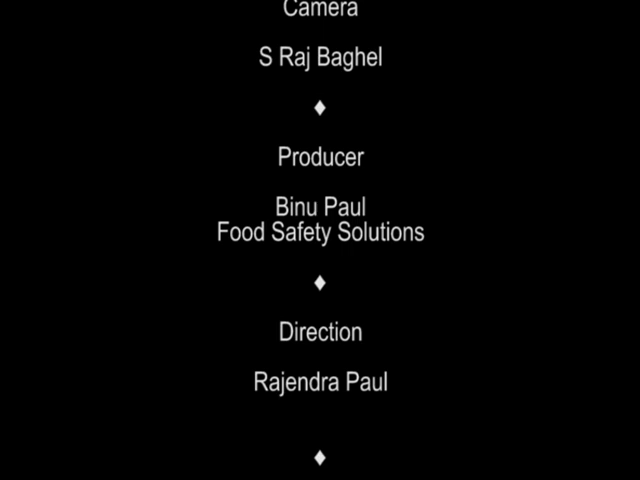 Camera
S Raj Baghel
♦
Producer
Binu Paul
Food Safety Solutions
♦
Direction
Rajendra Paul
♦